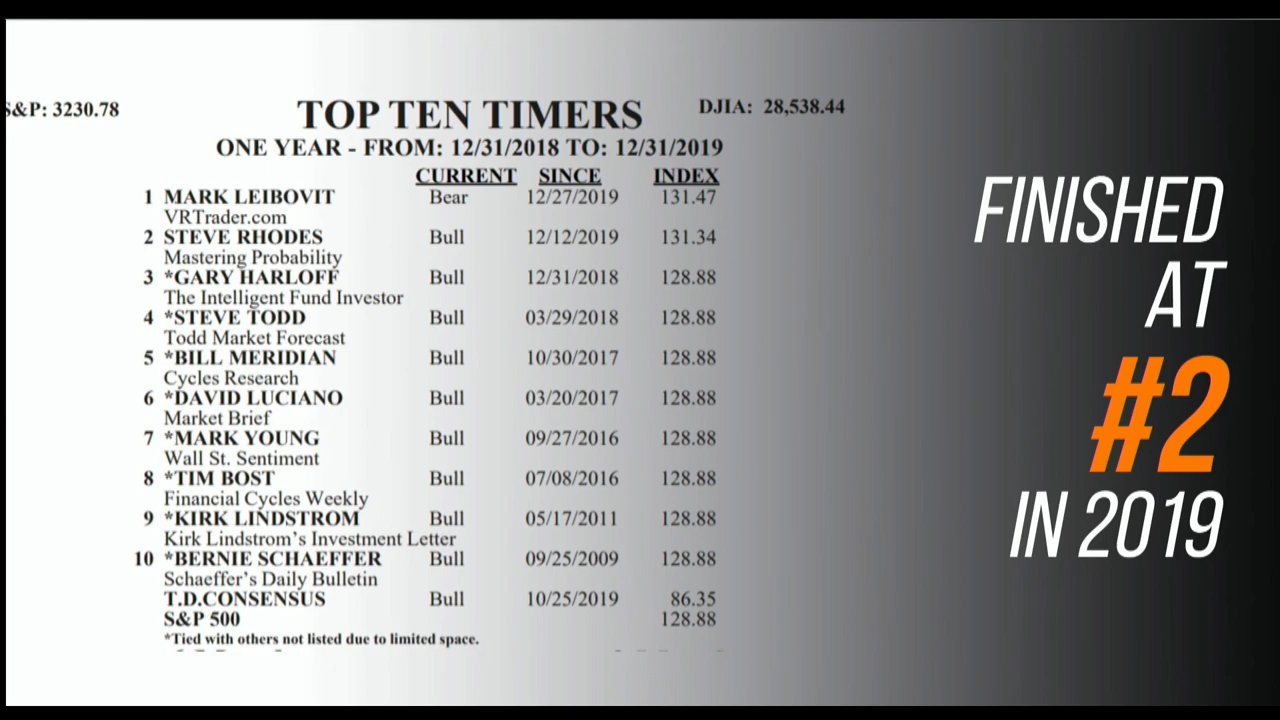 S&P: 3230.78
TOP TEN TIMERS
DJIA: 28,538.44
ONE YEAR - FROM: 12/31/2018 TO: 12/31/2019
CURRENT SINCE INDEX
1 MARK LEIBOVIT Bear 12/27/2019 131.47
VRTrader.com
2 STEVE RHODES Bull 12/12/2019 131.34
Mastering Probability
3 *GARY HARLOFF Bull 12/31/2018 128.88
The Intelligent Fund Investor
4 *STEVE TODD Bull 03/29/2018 128.88
Todd Market Forecast
5 *BILL MERIDIAN Bull 10/30/2017 128.88
Cycles Research
6 *DAVID LUCIANO Bull 03/20/2017 128.88
Market Brief
7 *MARK YOUNG Bull 09/27/2016 128.88
Wall St. Sentiment
8 *TIM BOST Bull 07/08/2016 128.88
Financial Cycles Weekly
9 *KIRK LINDSTROM Bull 05/17/2011 128.88
Kirk Lindstrom's Investment Letter
10 *BERNIE SCHAEFFER Bull 09/25/2009 128.88
Schaeffer's Daily Bulletin
T.D.CONSENSUS Bull 10/25/2019 86.35
S&P 500 128.88
*Tied with others not listed due to limited space.
FINISHED
AT
#2
IN 2019